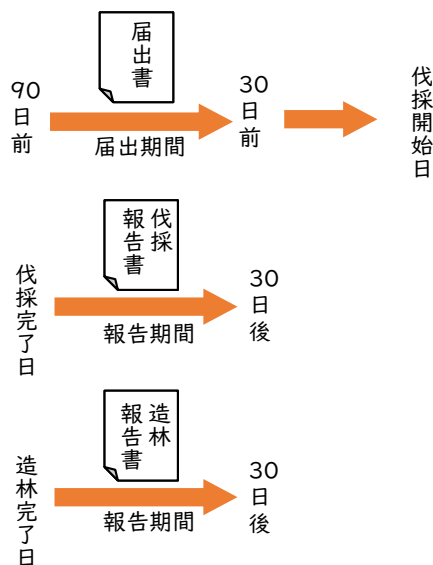 届出書
90日前
届出期間
30日前
伐採開始日
伐採
報告書
伐採完了日
報告期間
30日後
造林
報告書
造林完了日
報告期間
30日後